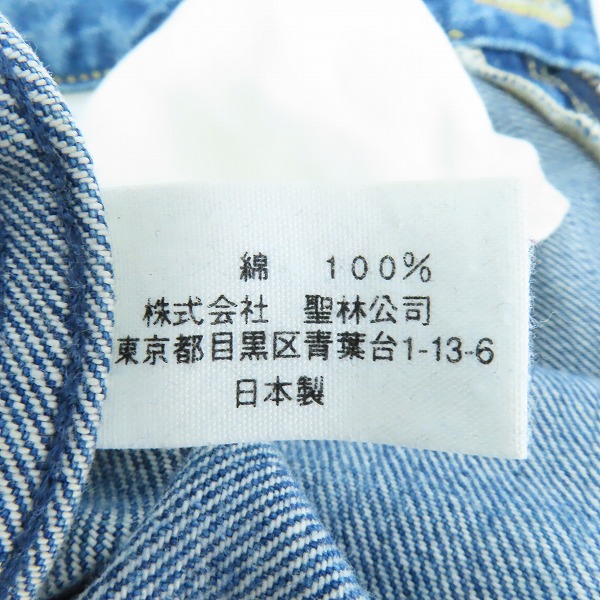 綿 100%
株式会社 聖林公司
東京都目黒区青葉台1-13-6
日本製